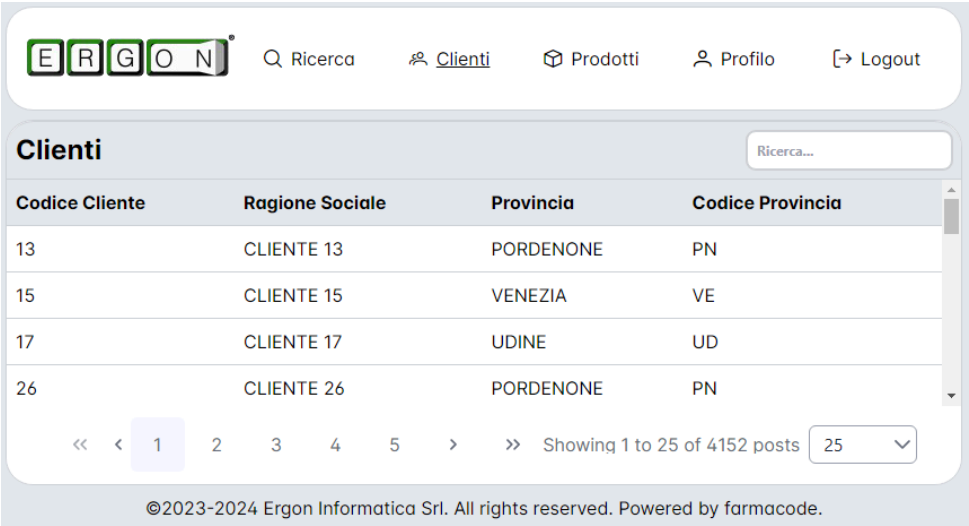 ERGON® Ricerca Clienti Prodotti Profilo Logout
Clienti Ricerca...
Codice Cliente Ragione Sociale Provincia Codice Provincia
13 CLIENTE 13 PORDENONE PN
15 CLIENTE 15 VENEZIA VE
17 CLIENTE 17 UDINE UD
26 CLIENTE 26 PORDENONE PN
<< < 1 2 3 4 5 > >> Showing 1 to 25 of 4152 posts 25
©2023-2024 Ergon Informatica Srl. All rights reserved. Powered by farmacode.